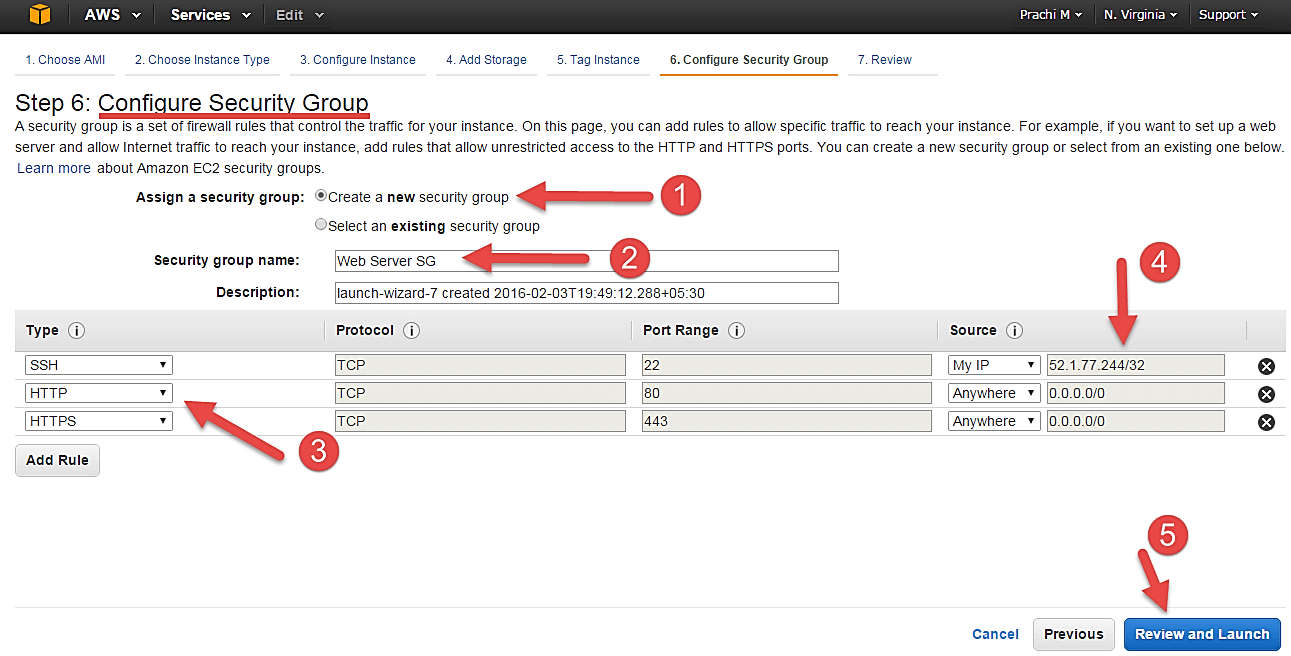 AWS Services Edit Prachi M N. Virginia Support
1. Choose AMI 2. Choose Instance Type 3. Configure Instance 4. Add Storage 5. Tag Instance 6. Configure Security Group 7. Review
Step 6: Configure Security Group
A security group is a set of firewall rules that control the traffic for your instance. On this page, you can add rules to allow specific traffic to reach your instance. For example, if you want to set up a web
server and allow Internet traffic to reach your instance, add rules that allow unrestricted access to the HTTP and HTTPS ports. You can create a new security group or select from an existing one below.
Learn more about Amazon EC2 security groups.
Assign a security group: Create a new security group 1
Select an existing security group
Security group name: Web Server SG 2
4
Description: launch-wizard-7 created 2016-02-03T19:49:12.288+05:30
Type i Protocol i Port Range i Source i
SSH TCP 22 My IP 52.1.77.244/32
HTTP TCP 80 Anywhere 0.0.0.0/0
HTTPS TCP 443 Anywhere 0.0.0.0/0
3
Add Rule
5
Cancel Previous Review and Launch